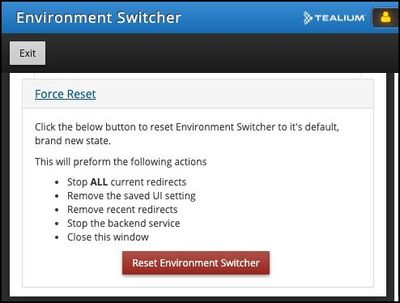 Environment Switcher
TEALIUM
Exit
Force Reset
Click the below button to reset Environment Switcher to it's default,
brand new state.
This will preform the following actions
Stop ALL current redirects
Remove the saved UI setting
Remove recent redirects
Stop the backend service
Close this window
Reset Environment Switcher